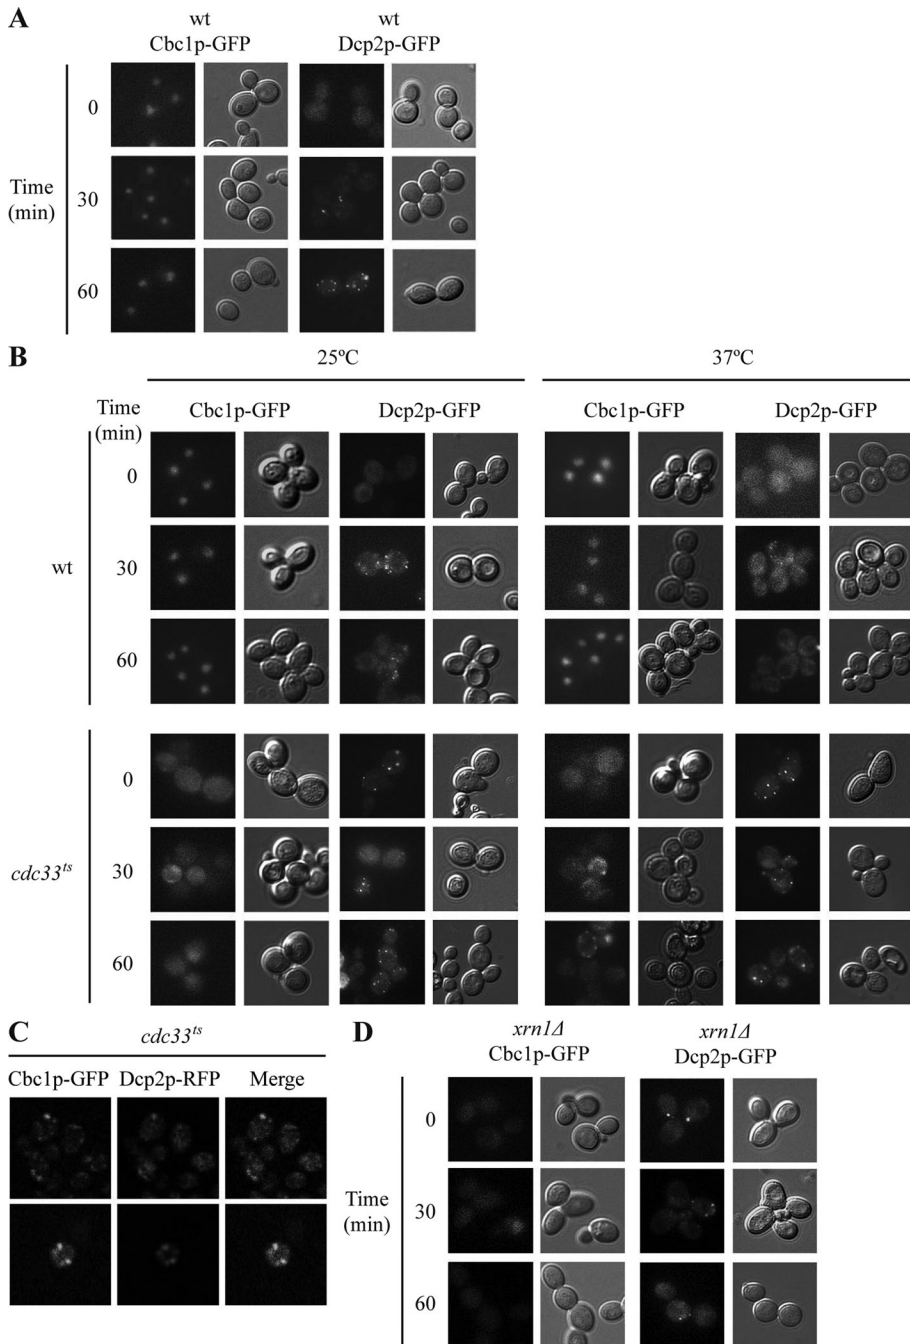 A
wt
Cbc1p-GFP
wt
Dcp2p-GFP
0
Time
(min)
30
60
B
25ºC
37ºC
Time
(min)
Cbc1p-GFP
Dcp2p-GFP
Cbc1p-GFP
Dcp2p-GFP
0
wt
30
60
0
cdc33ts
30
60
C
cdc33ts
Cbc1p-GFP
Dcp2p-RFP
Merge
D
xrn1Δ
Cbc1p-GFP
xrn1Δ
Dcp2p-GFP
0
Time
(min)
30
60